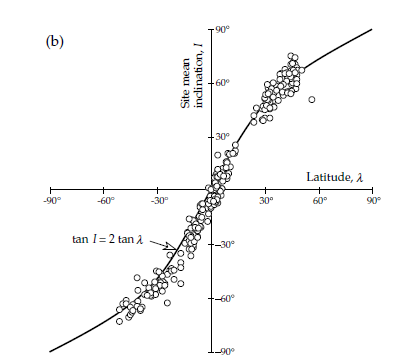 (b)
90°
Site mean
inclination, I
60°
30°
Latitude, λ
-90°
-60°
-30°
30°
60°
90°
tan I = 2 tan λ
-30°
-60°
-90°